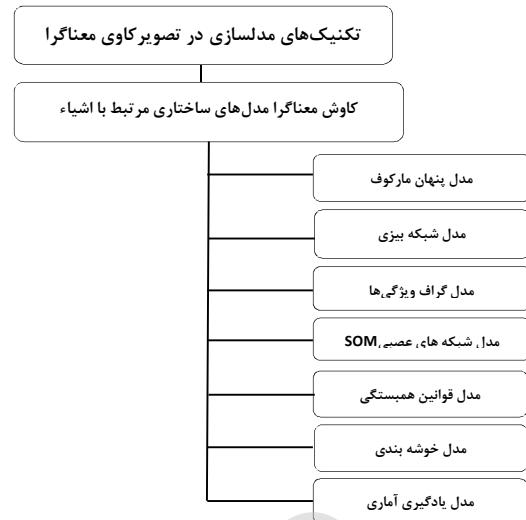 تکنیک‌های مدلسازی در تصویرکاوی معناگرا
کاوش معناگرا مدل‌های ساختاری مرتبط با اشیاء
مدل پنهان مارکوف
مدل شبکه بیزی
مدل گراف ویژگی‌ها
مدل شبکه های عصبی SOM
مدل قوانین همبستگی
مدل خوشه بندی
مدل یادگیری آماری